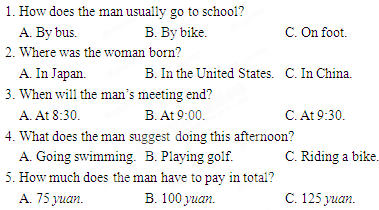 1. How does the man usually go to school?
A. By bus. B. By bike. C. On foot.
2. Where was the woman born?
A. In Japan. B. In the United States. C. In China.
3. When will the man's meeting end?
A. At 8:30. B. At 9:00. C. At 9:30.
4. What does the man suggest doing this afternoon?
A. Going swimming. B. Playing golf. C. Riding a bike.
5. How much does the man have to pay in total?
A. 75 yuan. B. 100 yuan. C. 125 yuan.